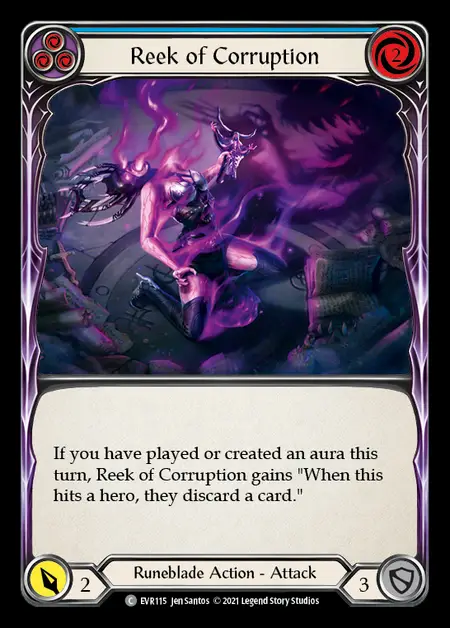 Reek of Corruption
2
If you have played or created an aura this
turn, Reek of Corruption gains "When this
hits a hero, they discard a card."
2
Runeblade Action - Attack
3
C EVR115 Jen Santos © 2021 Legend Story Studios